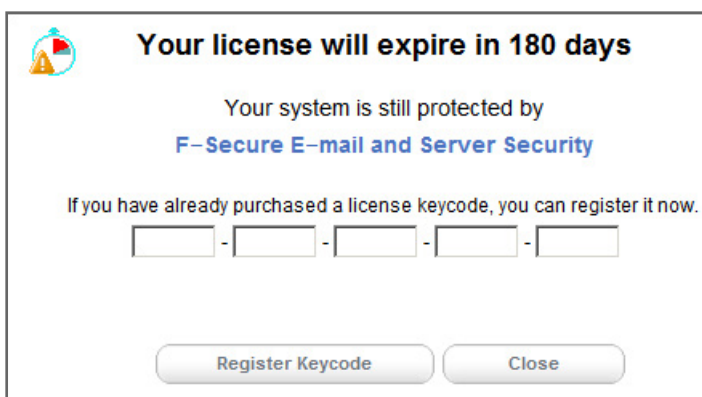 Your license will expire in 180 days
Your system is still protected by
F-Secure E-mail and Server Security
If you have already purchased a license keycode, you can register it now.
- - - -
Register Keycode Close